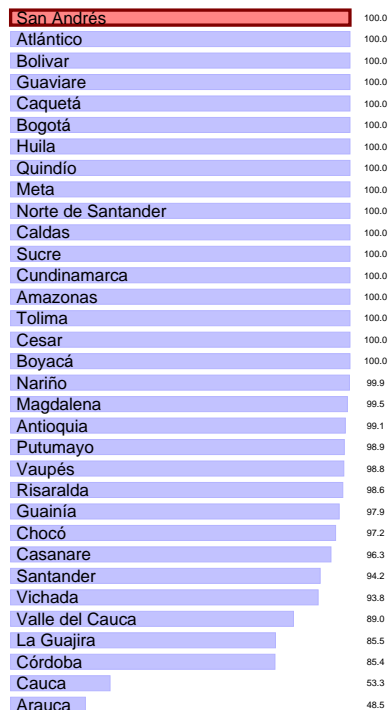 San Andrés 100.0
Atlántico 100.0
Bolivar 100.0
Guaviare 100.0
Caquetá 100.0
Bogotá 100.0
Huila 100.0
Quindío 100.0
Meta 100.0
Norte de Santander 100.0
Caldas 100.0
Sucre 100.0
Cundinamarca 100.0
Amazonas 100.0
Tolima 100.0
Cesar 100.0
Boyacá 100.0
Nariño 99.9
Magdalena 99.5
Antioquia 99.1
Putumayo 98.9
Vaupés 98.8
Risaralda 98.6
Guainía 97.9
Chocó 97.2
Casanare 96.3
Santander 94.2
Vichada 93.8
Valle del Cauca 89.0
La Guajira 85.5
Córdoba 85.4
Cauca 53.3
Arauca 48.5